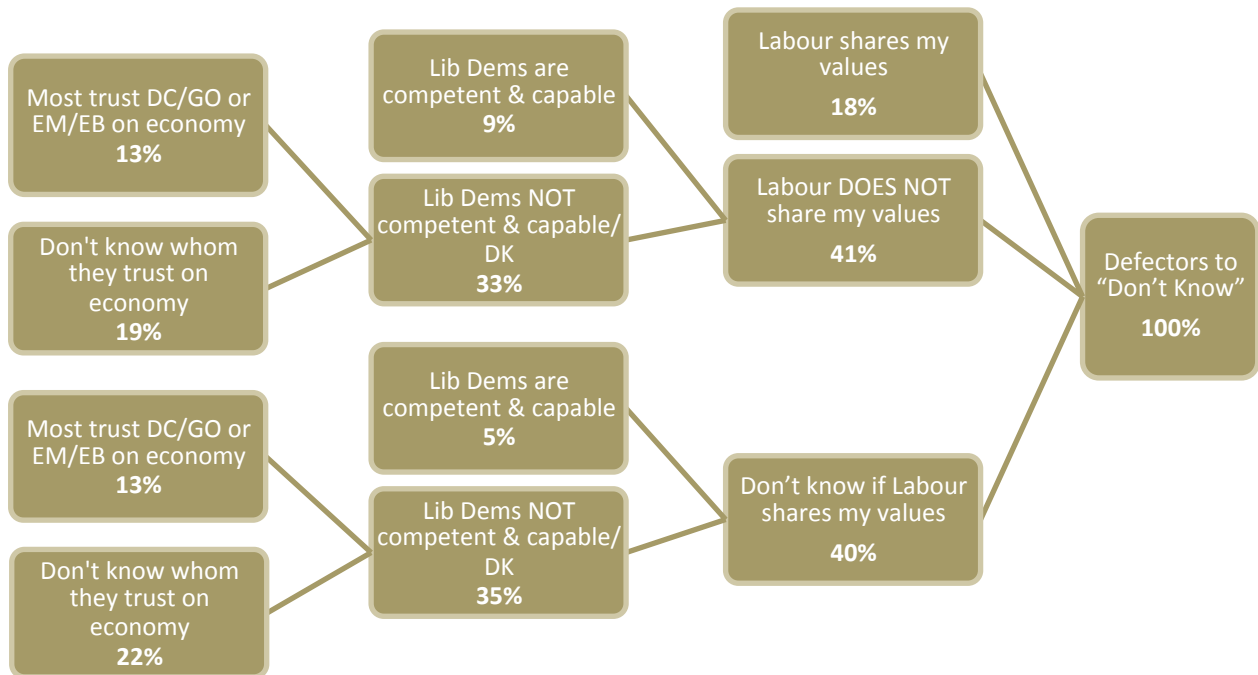 Most trust DC/GO or
EM/EB on economy
13%
Don't know whom
they trust on
economy
19%
Most trust DC/GO or
EM/EB on economy
13%
Don't know whom
they trust on
economy
22%
Lib Dems are
competent & capable
9%
Lib Dems NOT
competent & capable/
DK
33%
Lib Dems are
competent & capable
5%
Lib Dems NOT
competent & capable/
DK
35%
Labour shares my
values
18%
Labour DOES NOT
share my values
41%
Don’t know if Labour
shares my values
40%
Defectors to
“Don’t Know”
100%